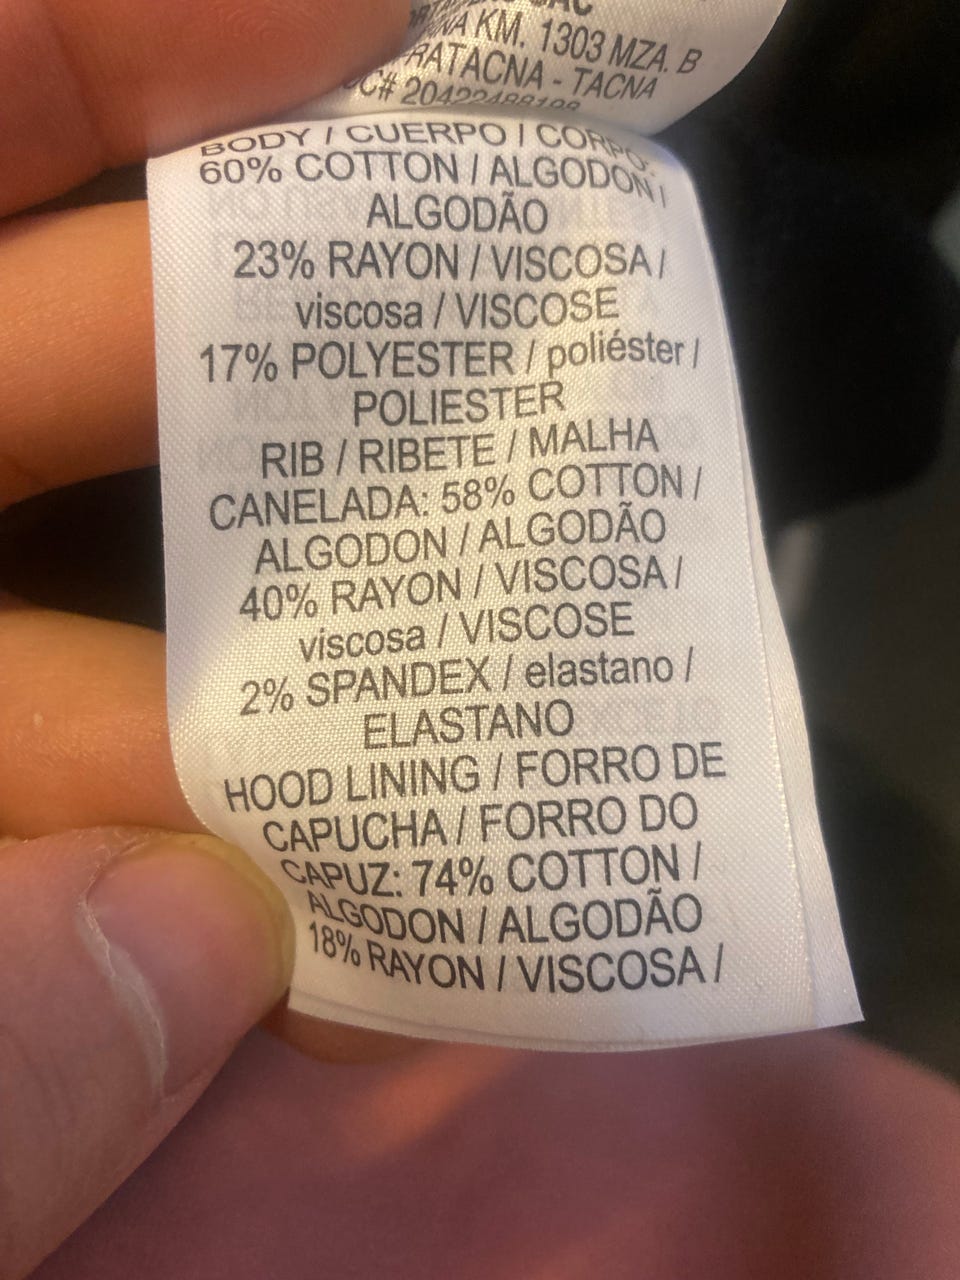 KM. 1303 MZA. B
RATACNA - TACNA
BODY / CUERPO / CORPO:
60% COTTON / ALGODON /
ALGODÃO
23% RAYON / VISCOSA /
viscosa / VISCOSE
17% POLYESTER / poliéster /
POLIESTER
RIB / RIBETE / MALHA
CANELADA: 58% COTTON /
ALGODON / ALGODÃO
40% RAYON / VISCOSA /
viscosa / VISCOSE
2% SPANDEX / elastano /
ELASTANO
HOOD LINING / FORRO DE
CAPUCHA / FORRO DO
CAPUZ: 74% COTTON /
ALGODON / ALGODÃO
18% RAYON / VISCOSA /